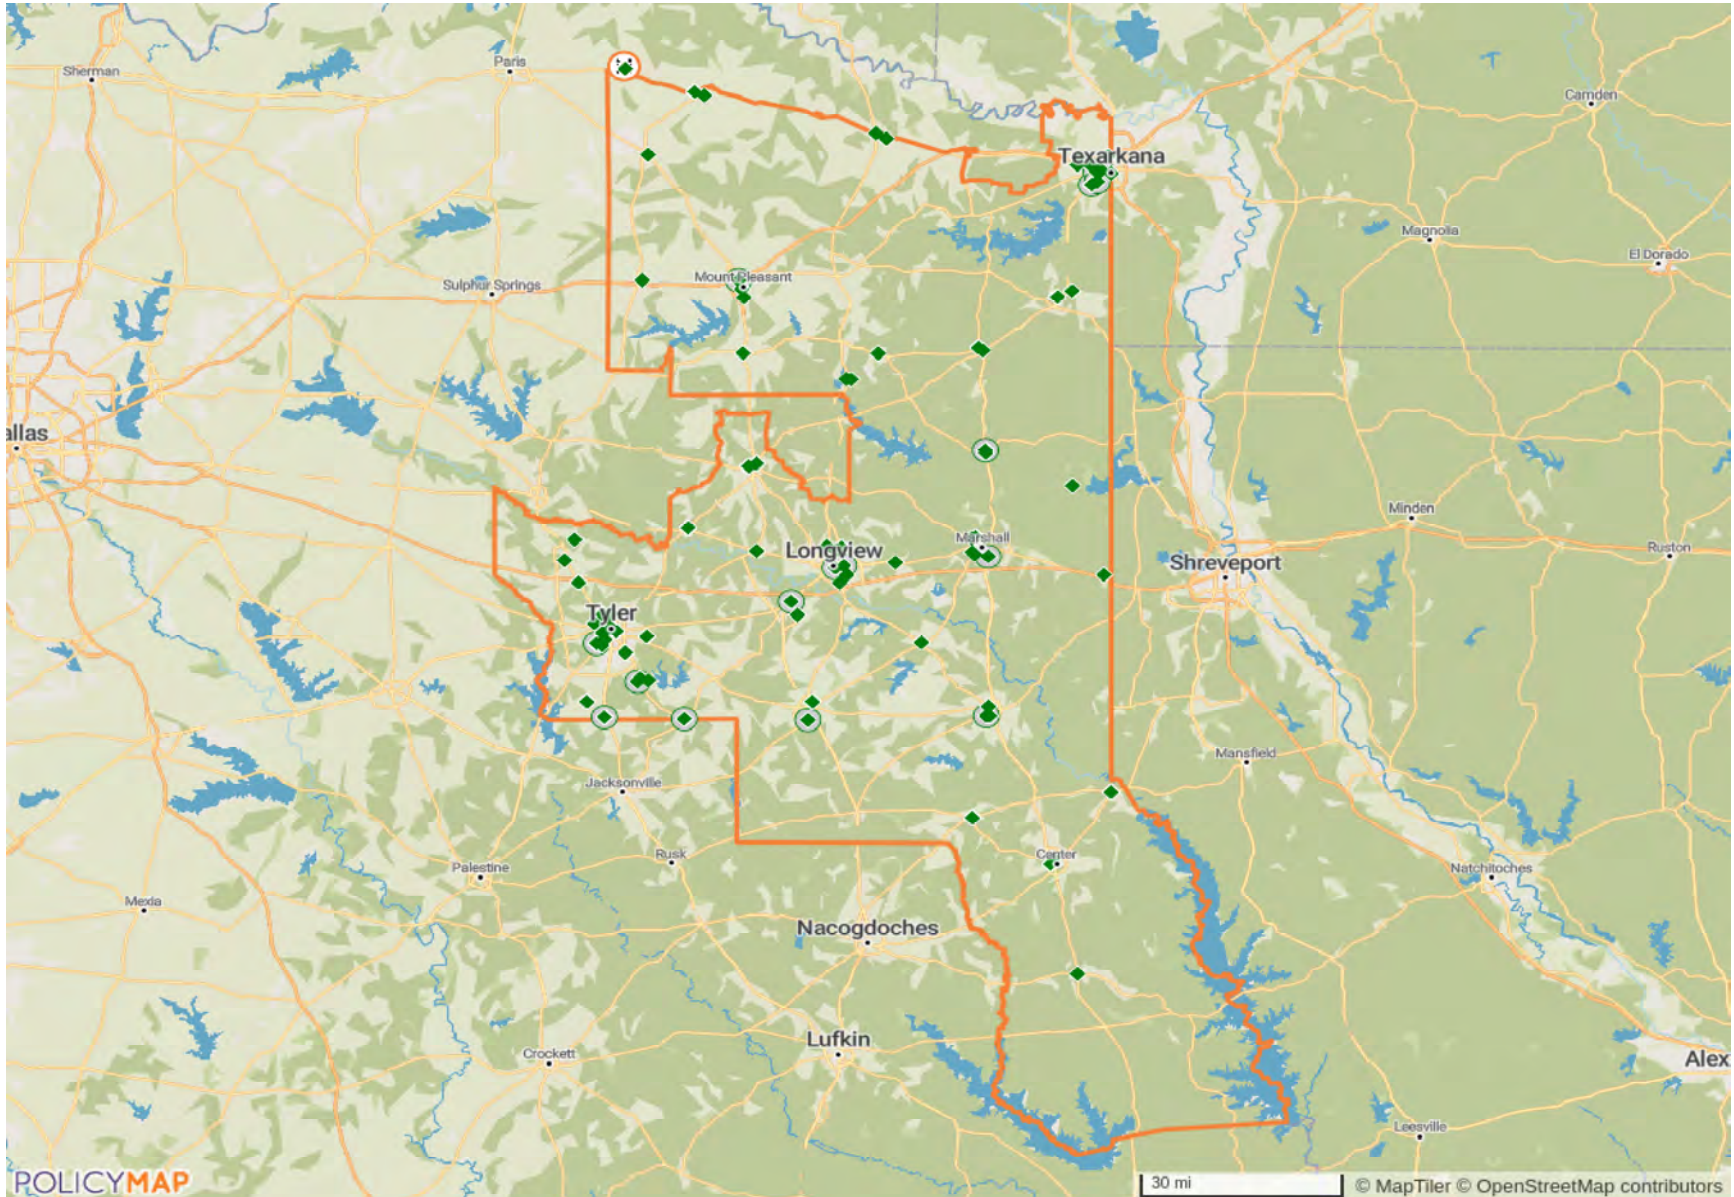 Sherman
Paris
Camden
Texarkana
Magnolia
El Dorado
Mount Pleasant
Sulphur Springs
allas
Minden
Marshall
Ruston
Longview
Shreveport
Tyler
Mansfield
Jacksonville
Center
Rusk
Palestine
Natchitoches
Mexia
Nacogdoches
Lufkin
Crockett
Alex
Leesville
POLICYMAP
30 mi
© MapTiler © OpenStreetMap contributors